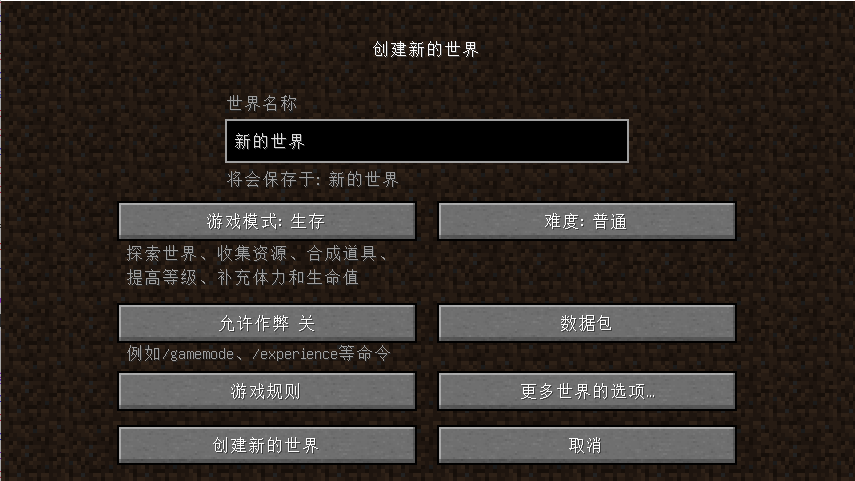 创建新的世界
世界名称
新的世界
将会保存于: 新的世界
游戏模式: 生存
难度: 普通
探索世界、收集资源、合成道具、
提高等级、补充体力和生命值
允许作弊 关
数据包
例如/gamemode、/experience等命令
游戏规则
更多世界的选项…
创建新的世界
取消